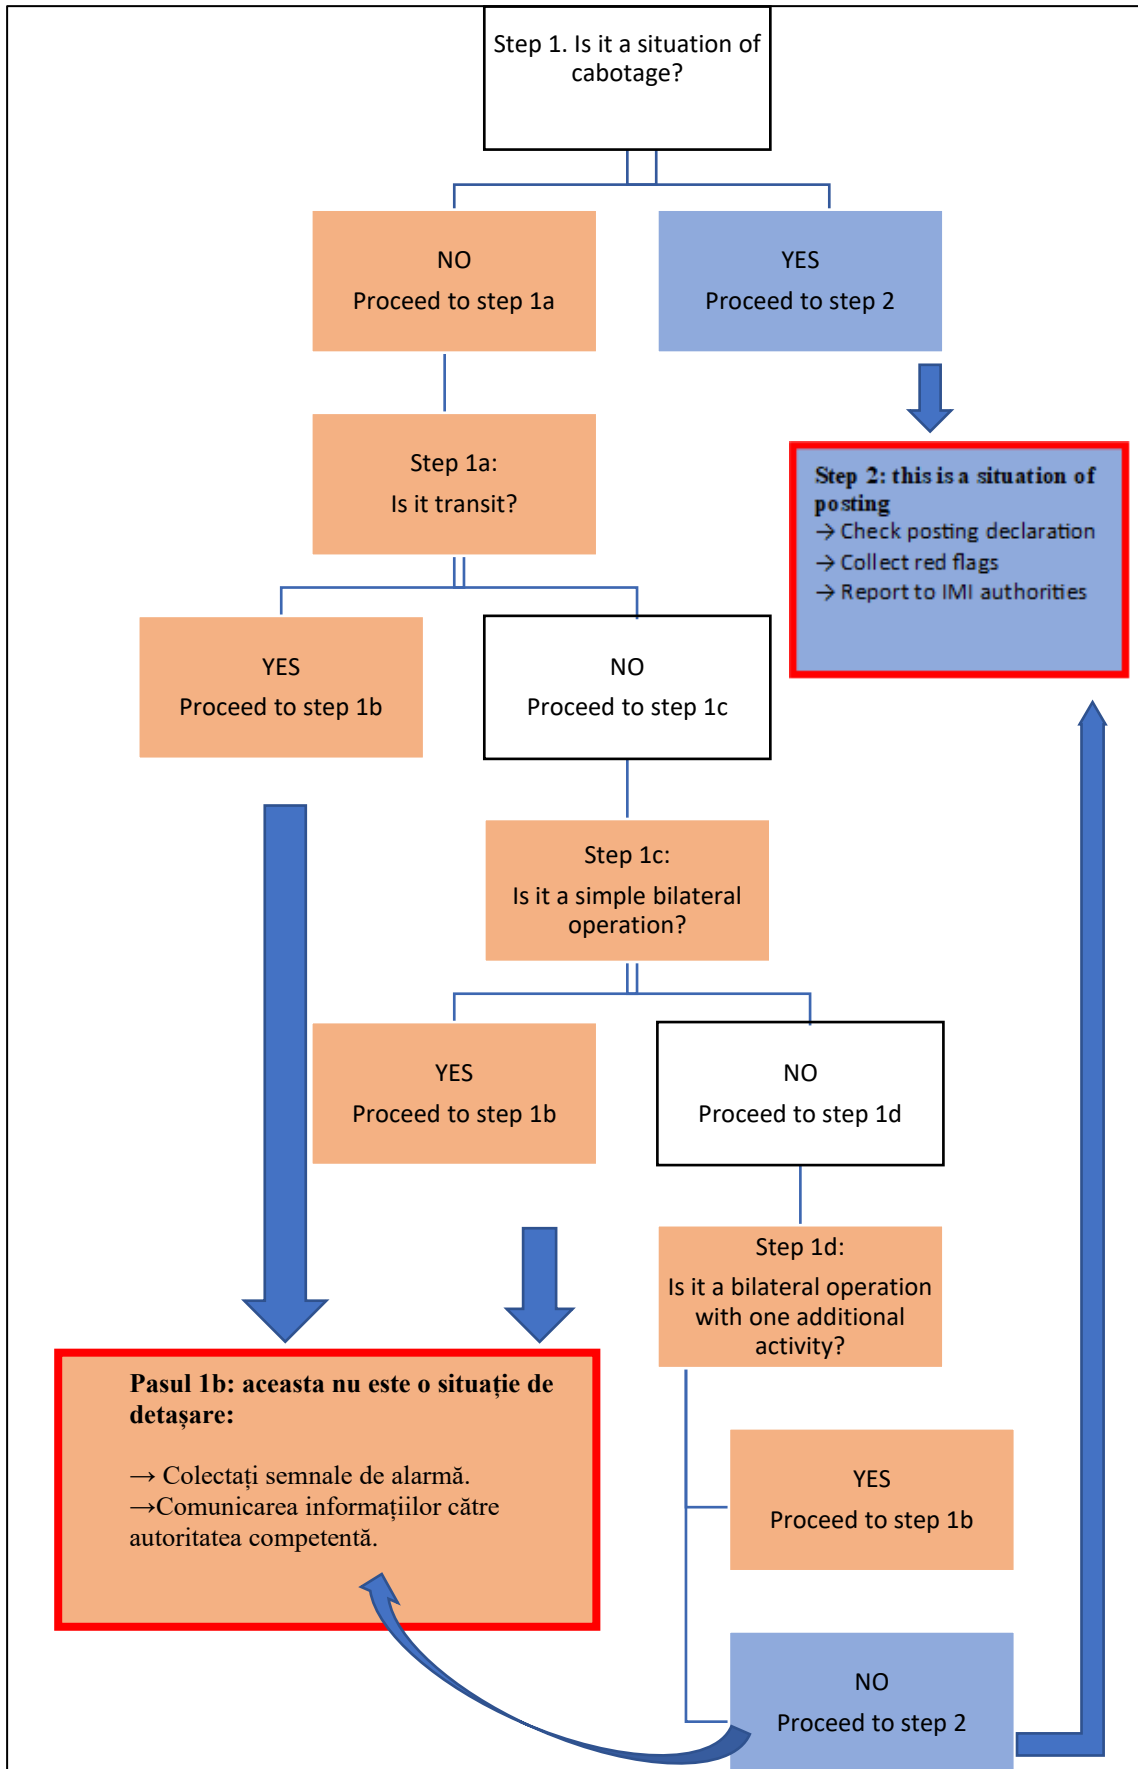 Step 1. Is it a situation of
cabotage?
NO
Proceed to step 1a
YES
Proceed to step 2
Step 1a:
Is it transit?
Step 2: this is a situation of
posting
→ Check posting declaration
→ Collect red flags
→ Report to IMI authorities
YES
Proceed to step 1b
NO
Proceed to step 1c
Step 1c:
Is it a simple bilateral
operation?
YES
Proceed to step 1b
NO
Proceed to step 1d
Step 1d:
Is it a bilateral operation
with one additional
activity?
Pasul 1b: aceasta nu este o situație de
detașare:
→ Colectați semnale de alarmă.
→Comunicarea informațiilor către
autoritatea competentă.
YES
Proceed to step 1b
NO
Proceed to step 2